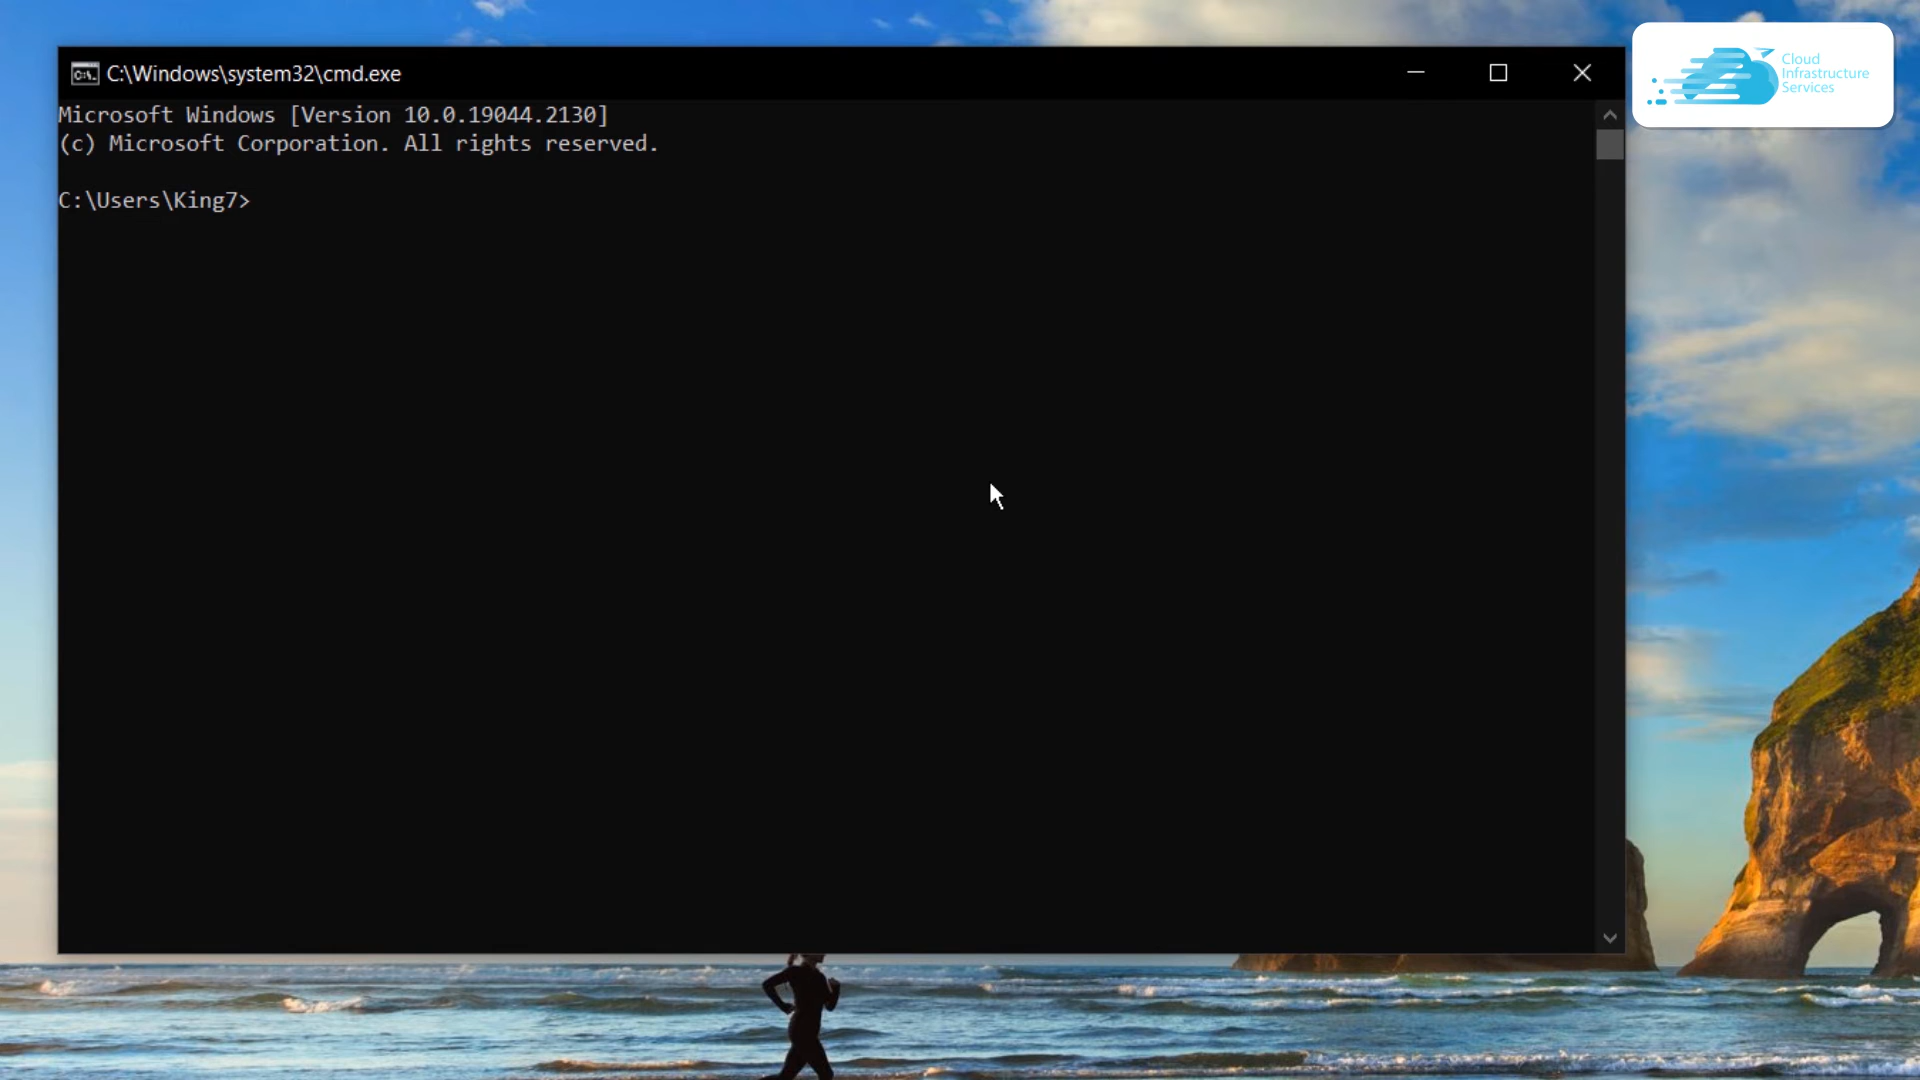 C:\Windows\system32\cmd.exe
Microsoft Windows [Version 10.0.19044.2130]
(c) Microsoft Corporation. All rights reserved.
C:\Users\King7>
Cloud
Infrastructure
Services